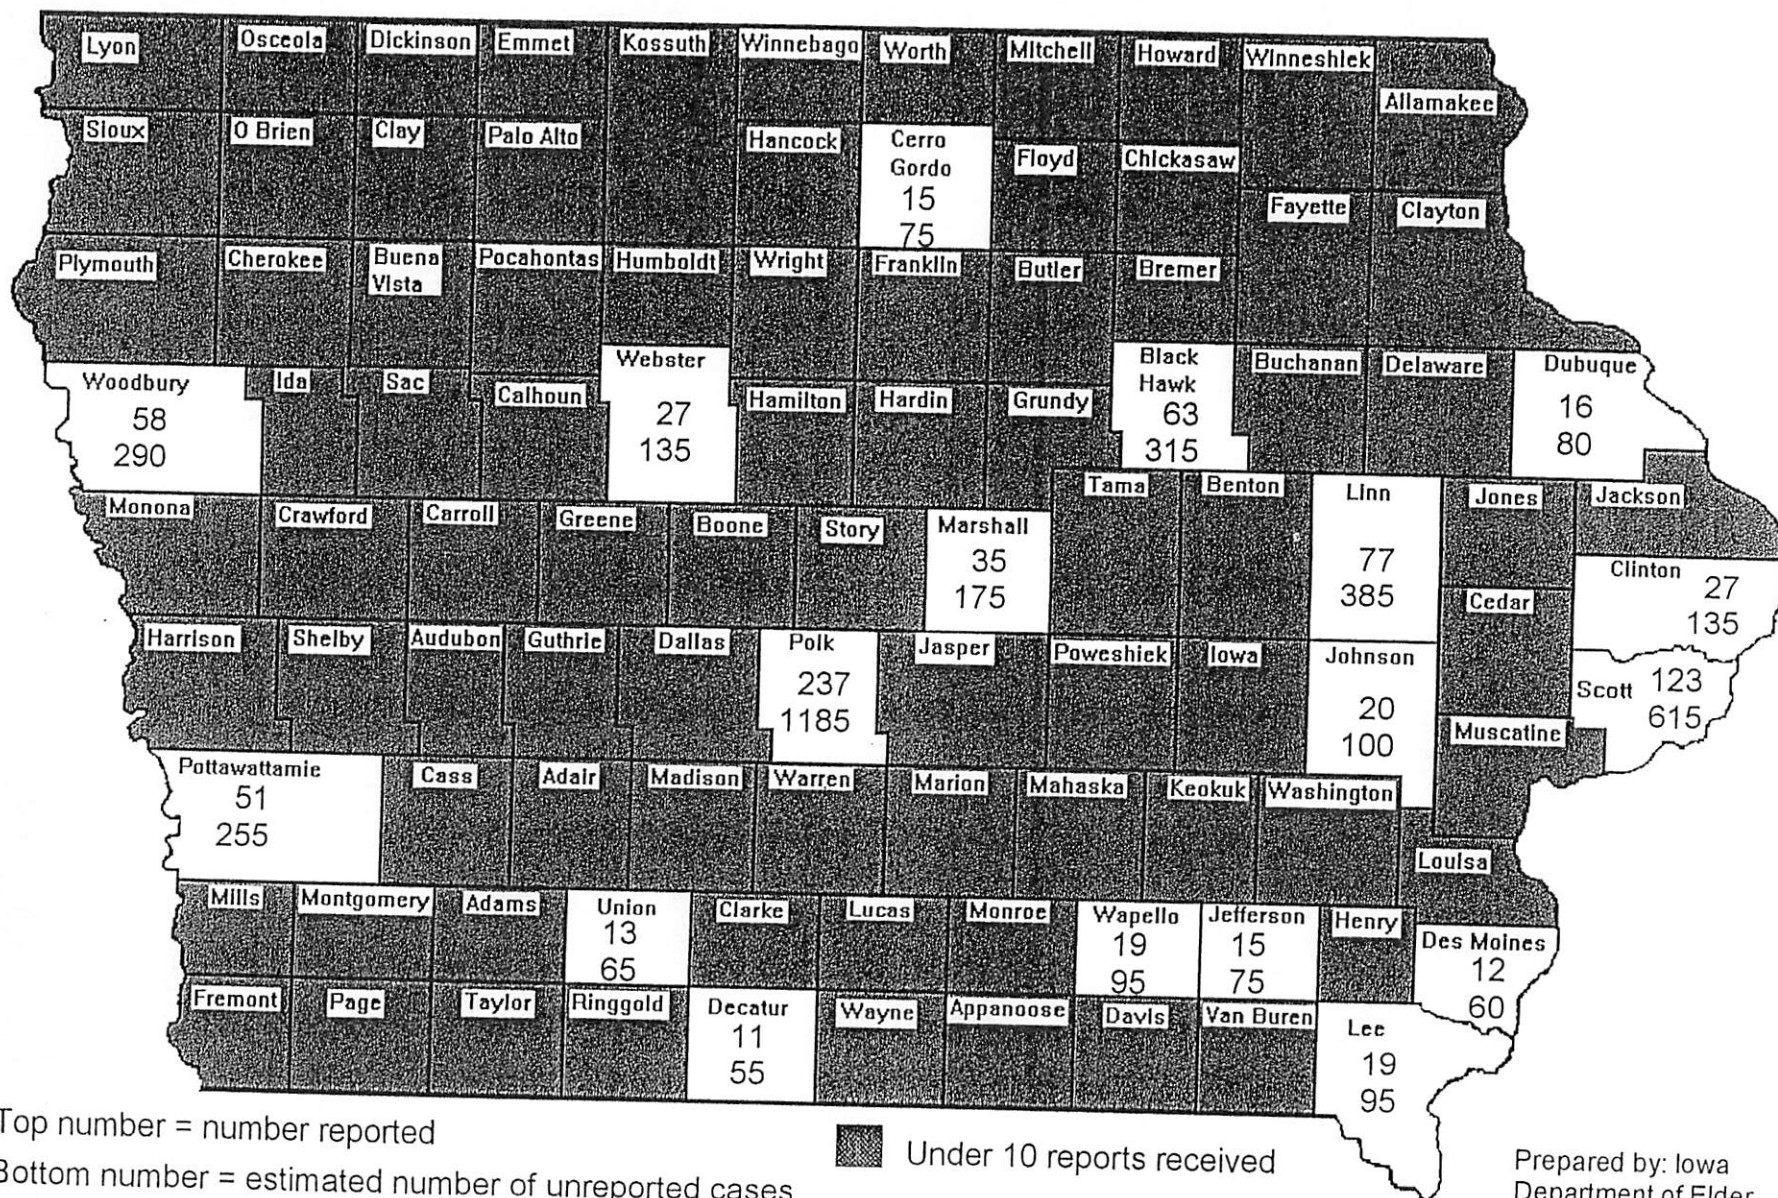 Lyon
Osceola
Dickinson
Emmet
Kossuth
Winnebago
Worth
Mitchell
Howard
Winneshiek
Allamakee
Sioux
O Brien
Clay
Palo Alto
Hancock
Cerro
Gordo
15
75
Floyd
Chickasaw
Fayette
Clayton
Plymouth
Cherokee
Buena
Vista
Pocahontas
Humboldt
Wright
Franklin
Butler
Bremer
Woodbury
58
290
Ida
Sac
Calhoun
Webster
27
135
Hamilton
Hardin
Grundy
Black
Hawk
63
315
Buchanan
Delaware
Dubuque
16
80
Monona
Crawford
Carroll
Greene
Boone
Story
Marshall
35
175
Tama
Benton
Linn
77
385
Jones
Jackson
Clinton 27
135
Cedar
Harrison
Shelby
Audubon
Guthrie
Dallas
Polk
237
1185
Jasper
Poweshiek
Iowa
Johnson
20
100
Scott 123
615
Muscatine
Pottawattamie
51
255
Cass
Adair
Madison
Warren
Marion
Mahaska
Keokuk
Washington
Louisa
Mills
Montgomery
Adams
Union
13
65
Clarke
Lucas
Monroe
Wapello
19
95
Jefferson
15
75
Henry
Des Moines
12
60
Fremont
Page
Taylor
Ringgold
Decatur
11
55
Wayne
Appanoose
Davis
Van Buren
Lee
19
95
Top number = number reported
Bottom number = estimated number of unreported cases
Under 10 reports received
Prepared by: Iowa
Department of Elder